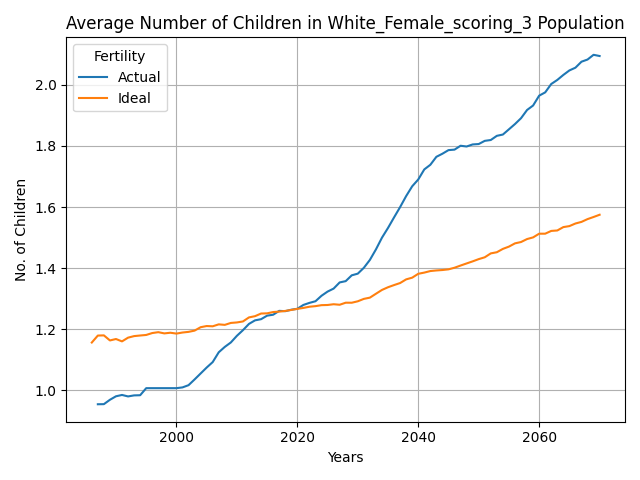 Average Number of Children in White_Female_scoring_3 Population
Fertility
Actual
Ideal
No. of Children
2.0
1.8
1.6
1.4
1.2
1.0
2000 2020 2040 2060
Years